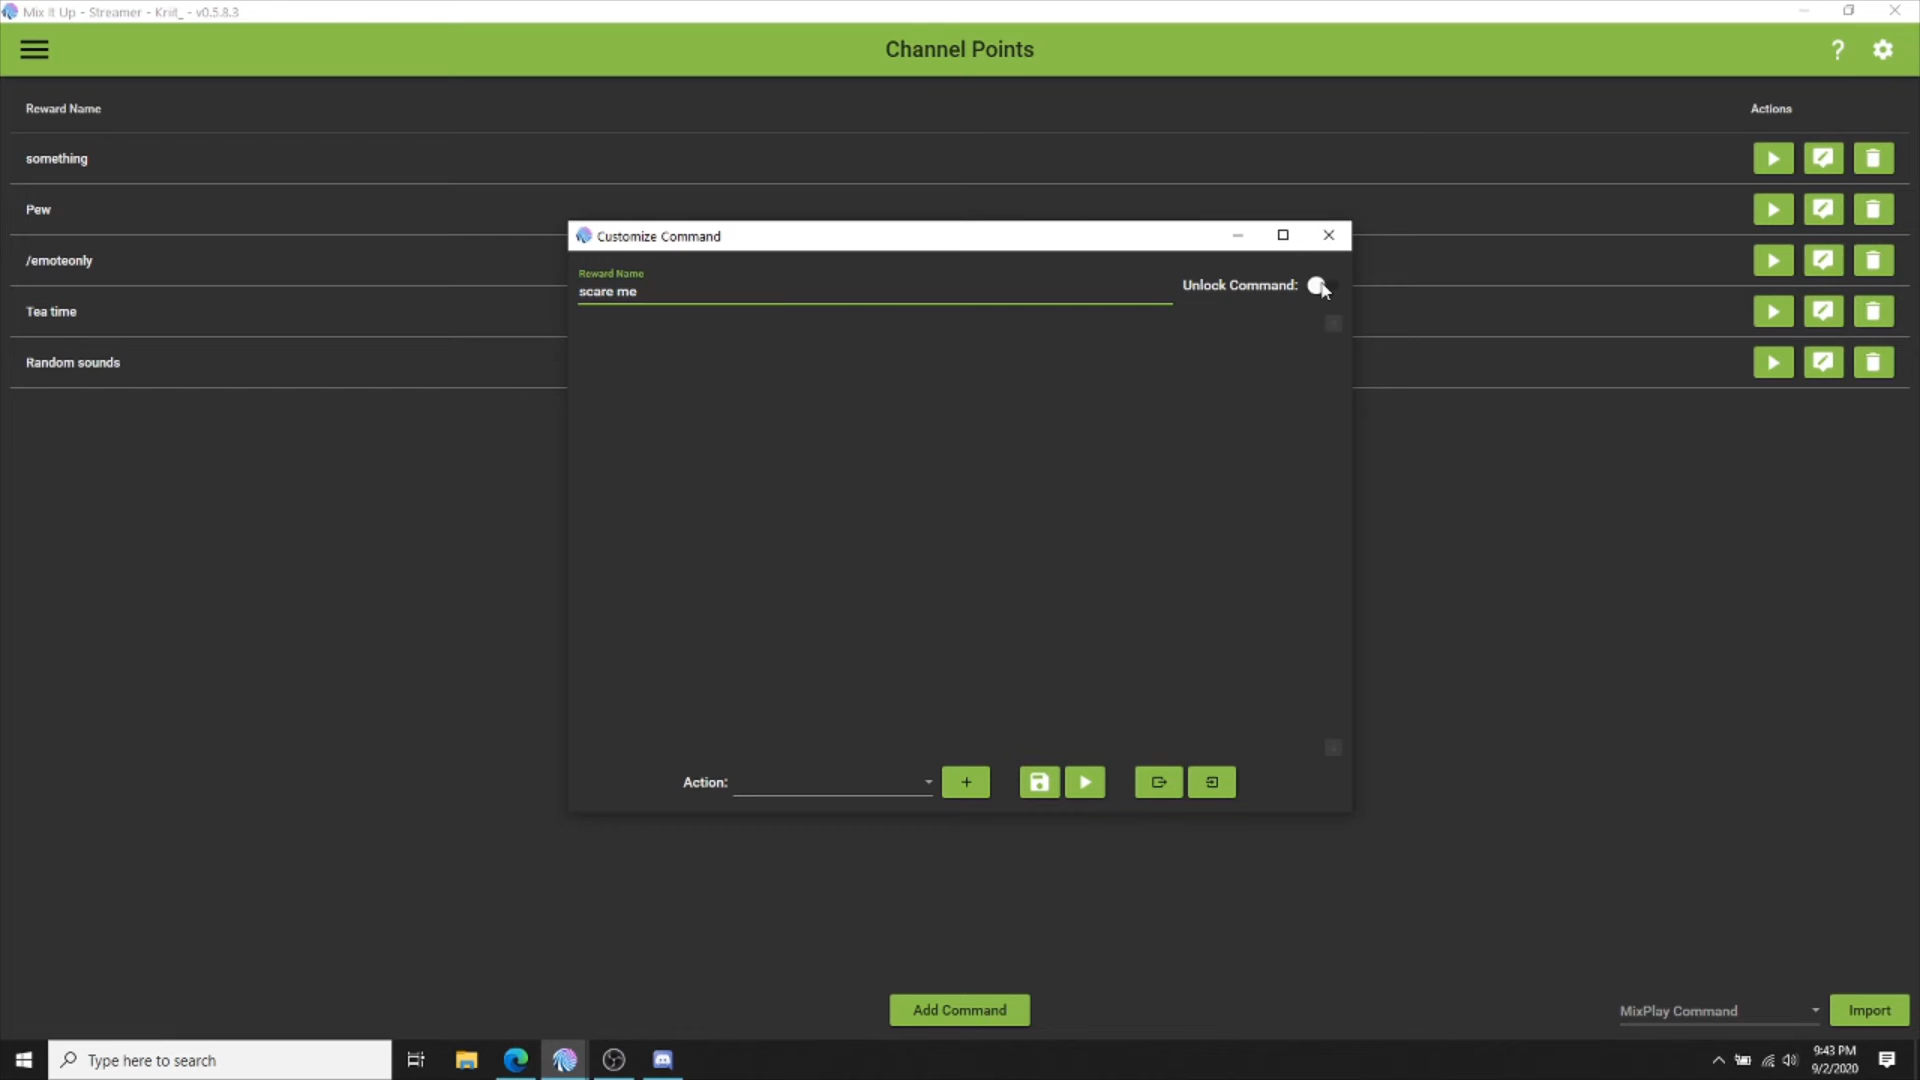 Mix It Up - Streamer - Kriit_ - v0.5.8.3
Channel Points
?
Reward Name
Actions
something
Pew
/emoteonly
Tea time
Random sounds
Customize Command
Reward Name
scare me
Unlock Command:
Action:
+
Add Command
MixPlay Command
Import
Type here to search
9:43 PM
9/2/2020